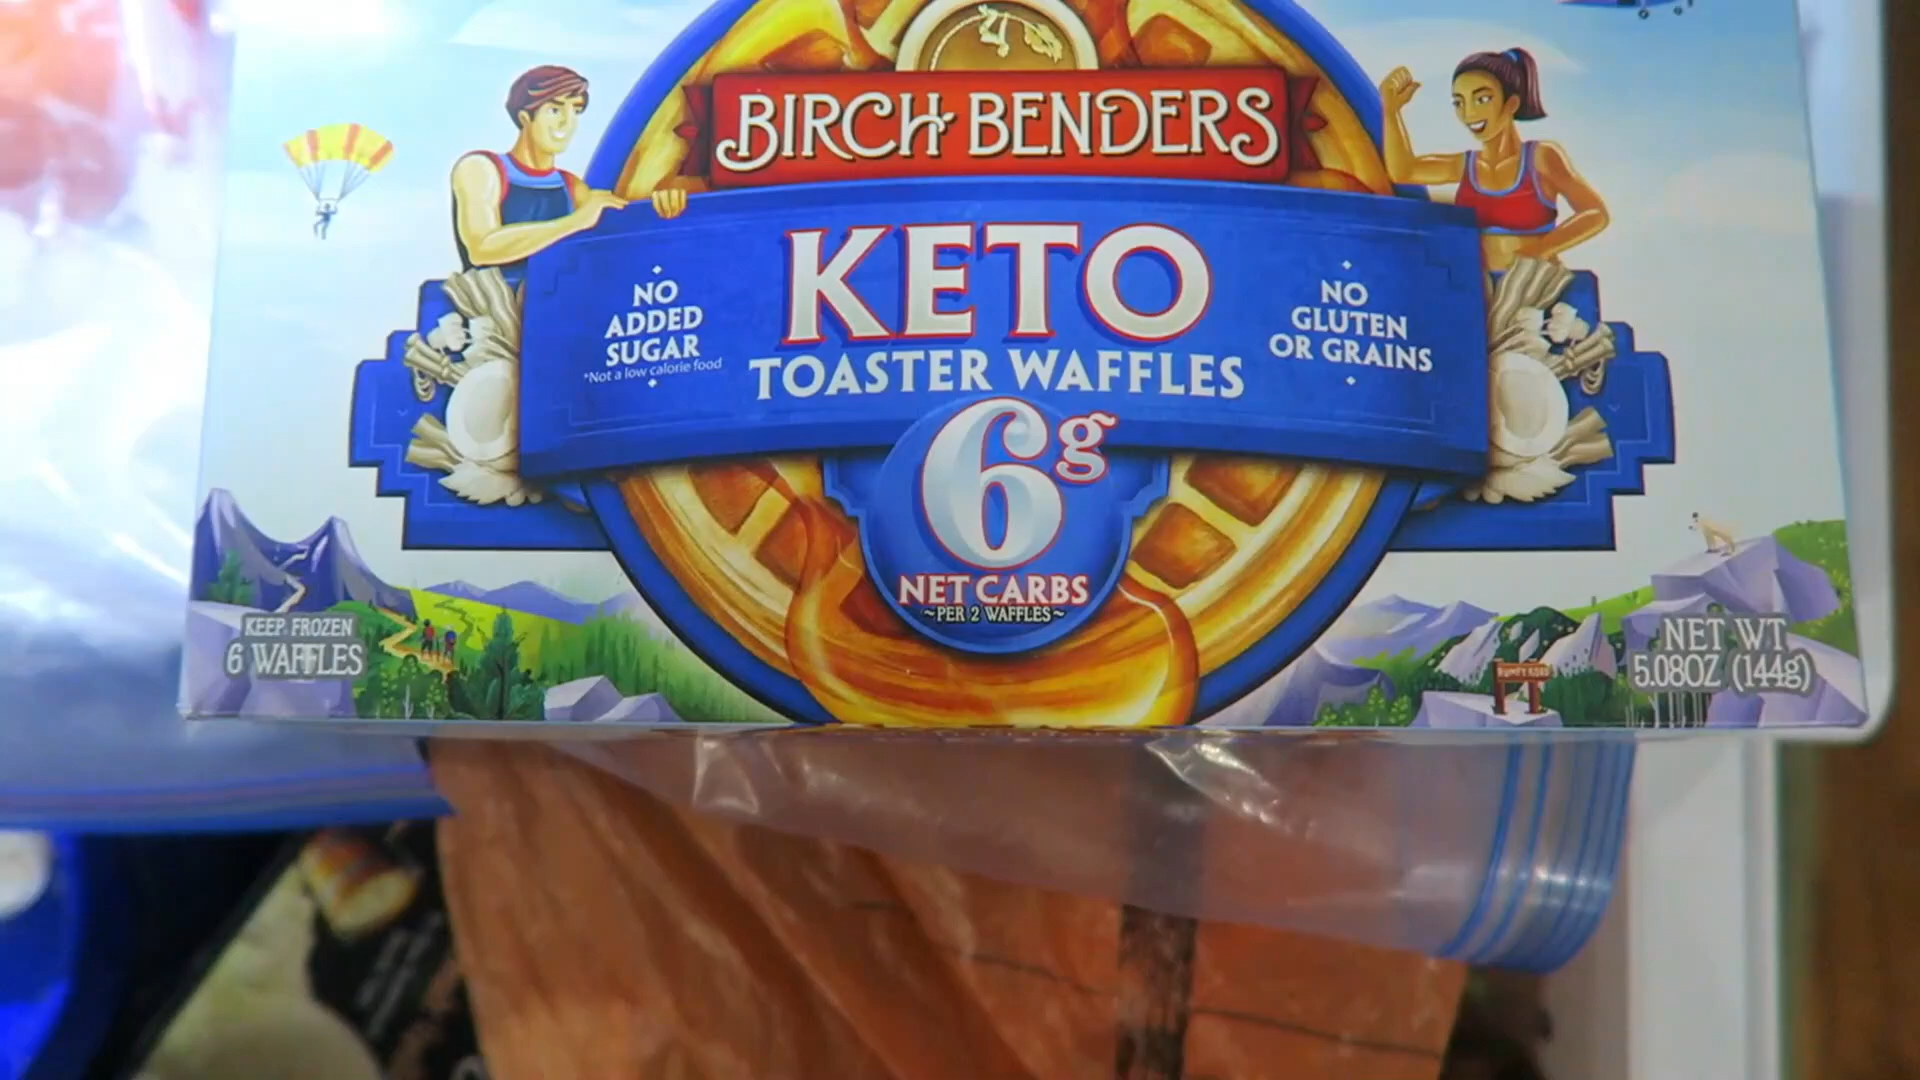 BIRCH BENDERS
KETO
TOASTER WAFFLES
NO
ADDED
SUGAR
*Not a low calorie food
NO
GLUTEN
OR GRAINS
6g
NET CARBS
~PER 2 WAFFLES~
KEEP FROZEN
6 WAFFLES
NET WT
5.08OZ (144g)